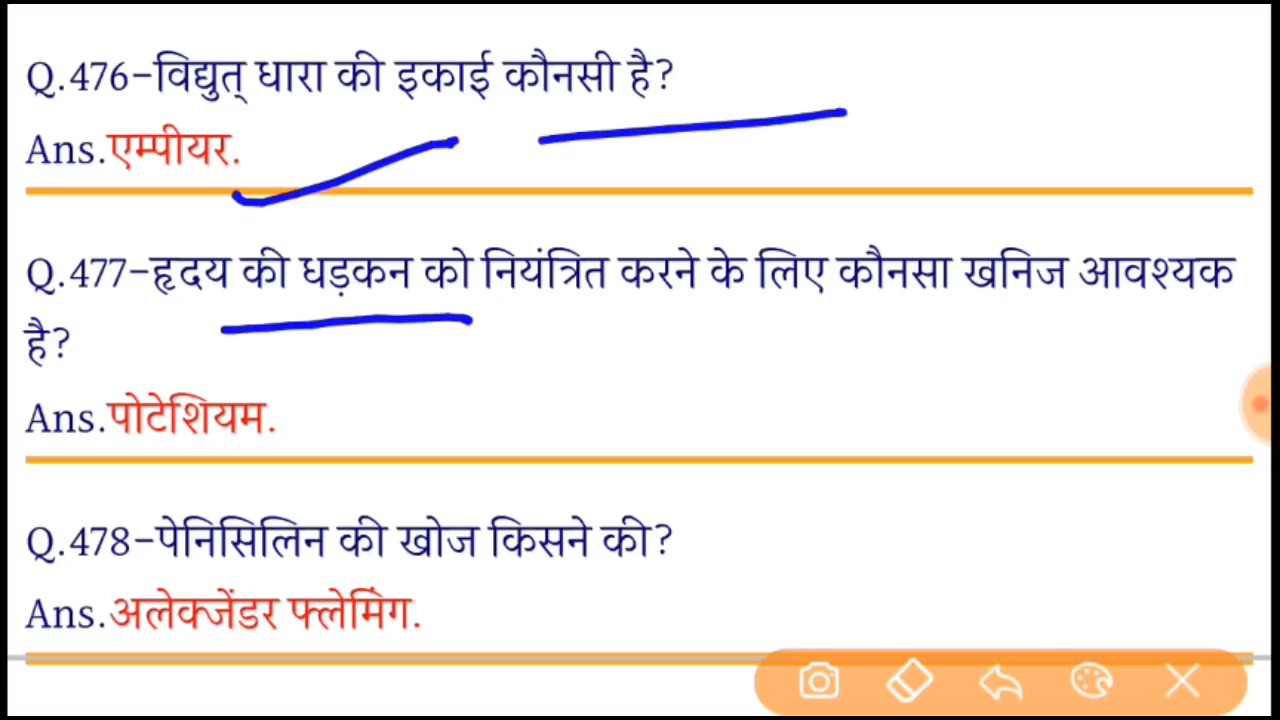 Q.476-विद्युत् धारा की इकाई कौनसी है?
Ans.एम्पीयर.
Q.477-हृदय की धड़कन को नियंत्रित करने के लिए कौनसा खनिज आवश्यक
है?
Ans.पोटेशियम.
Q.478-पेनिसिलिन की खोज किसने की?
Ans.अलेक्जेंडर फ्लेमिंग.